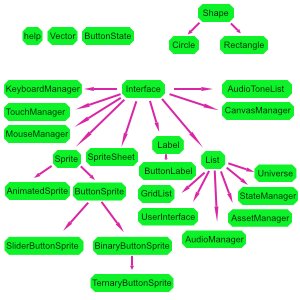 Shape
help
Vector
ButtonState
Circle
Rectangle
KeyboardManager
Interface
AudioToneList
TouchManager
CanvasManager
MouseManager
Label
Sprite
SpriteSheet
List
ButtonLabel
Universe
AnimatedSprite
ButtonSprite
GridList
StateManager
UserInterface
AssetManager
AudioManager
SliderButtonSprite
BinaryButtonSprite
TernaryButtonSprite